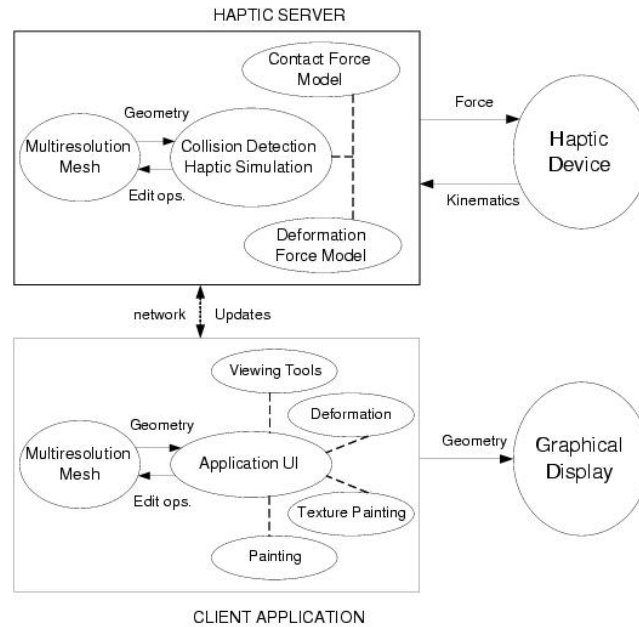 HAPTIC SERVER
Contact Force
Model
Geometry
Multiresolution
Mesh
Collision Detection
Haptic Simulation
Edit ops.
Deformation
Force Model
Force
Haptic
Device
Kinematics
network
Updates
Viewing Tools
Deformation
Geometry
Multiresolution
Mesh
Application UI
Edit ops.
Texture Painting
Painting
Geometry
Graphical
Display
CLIENT APPLICATION